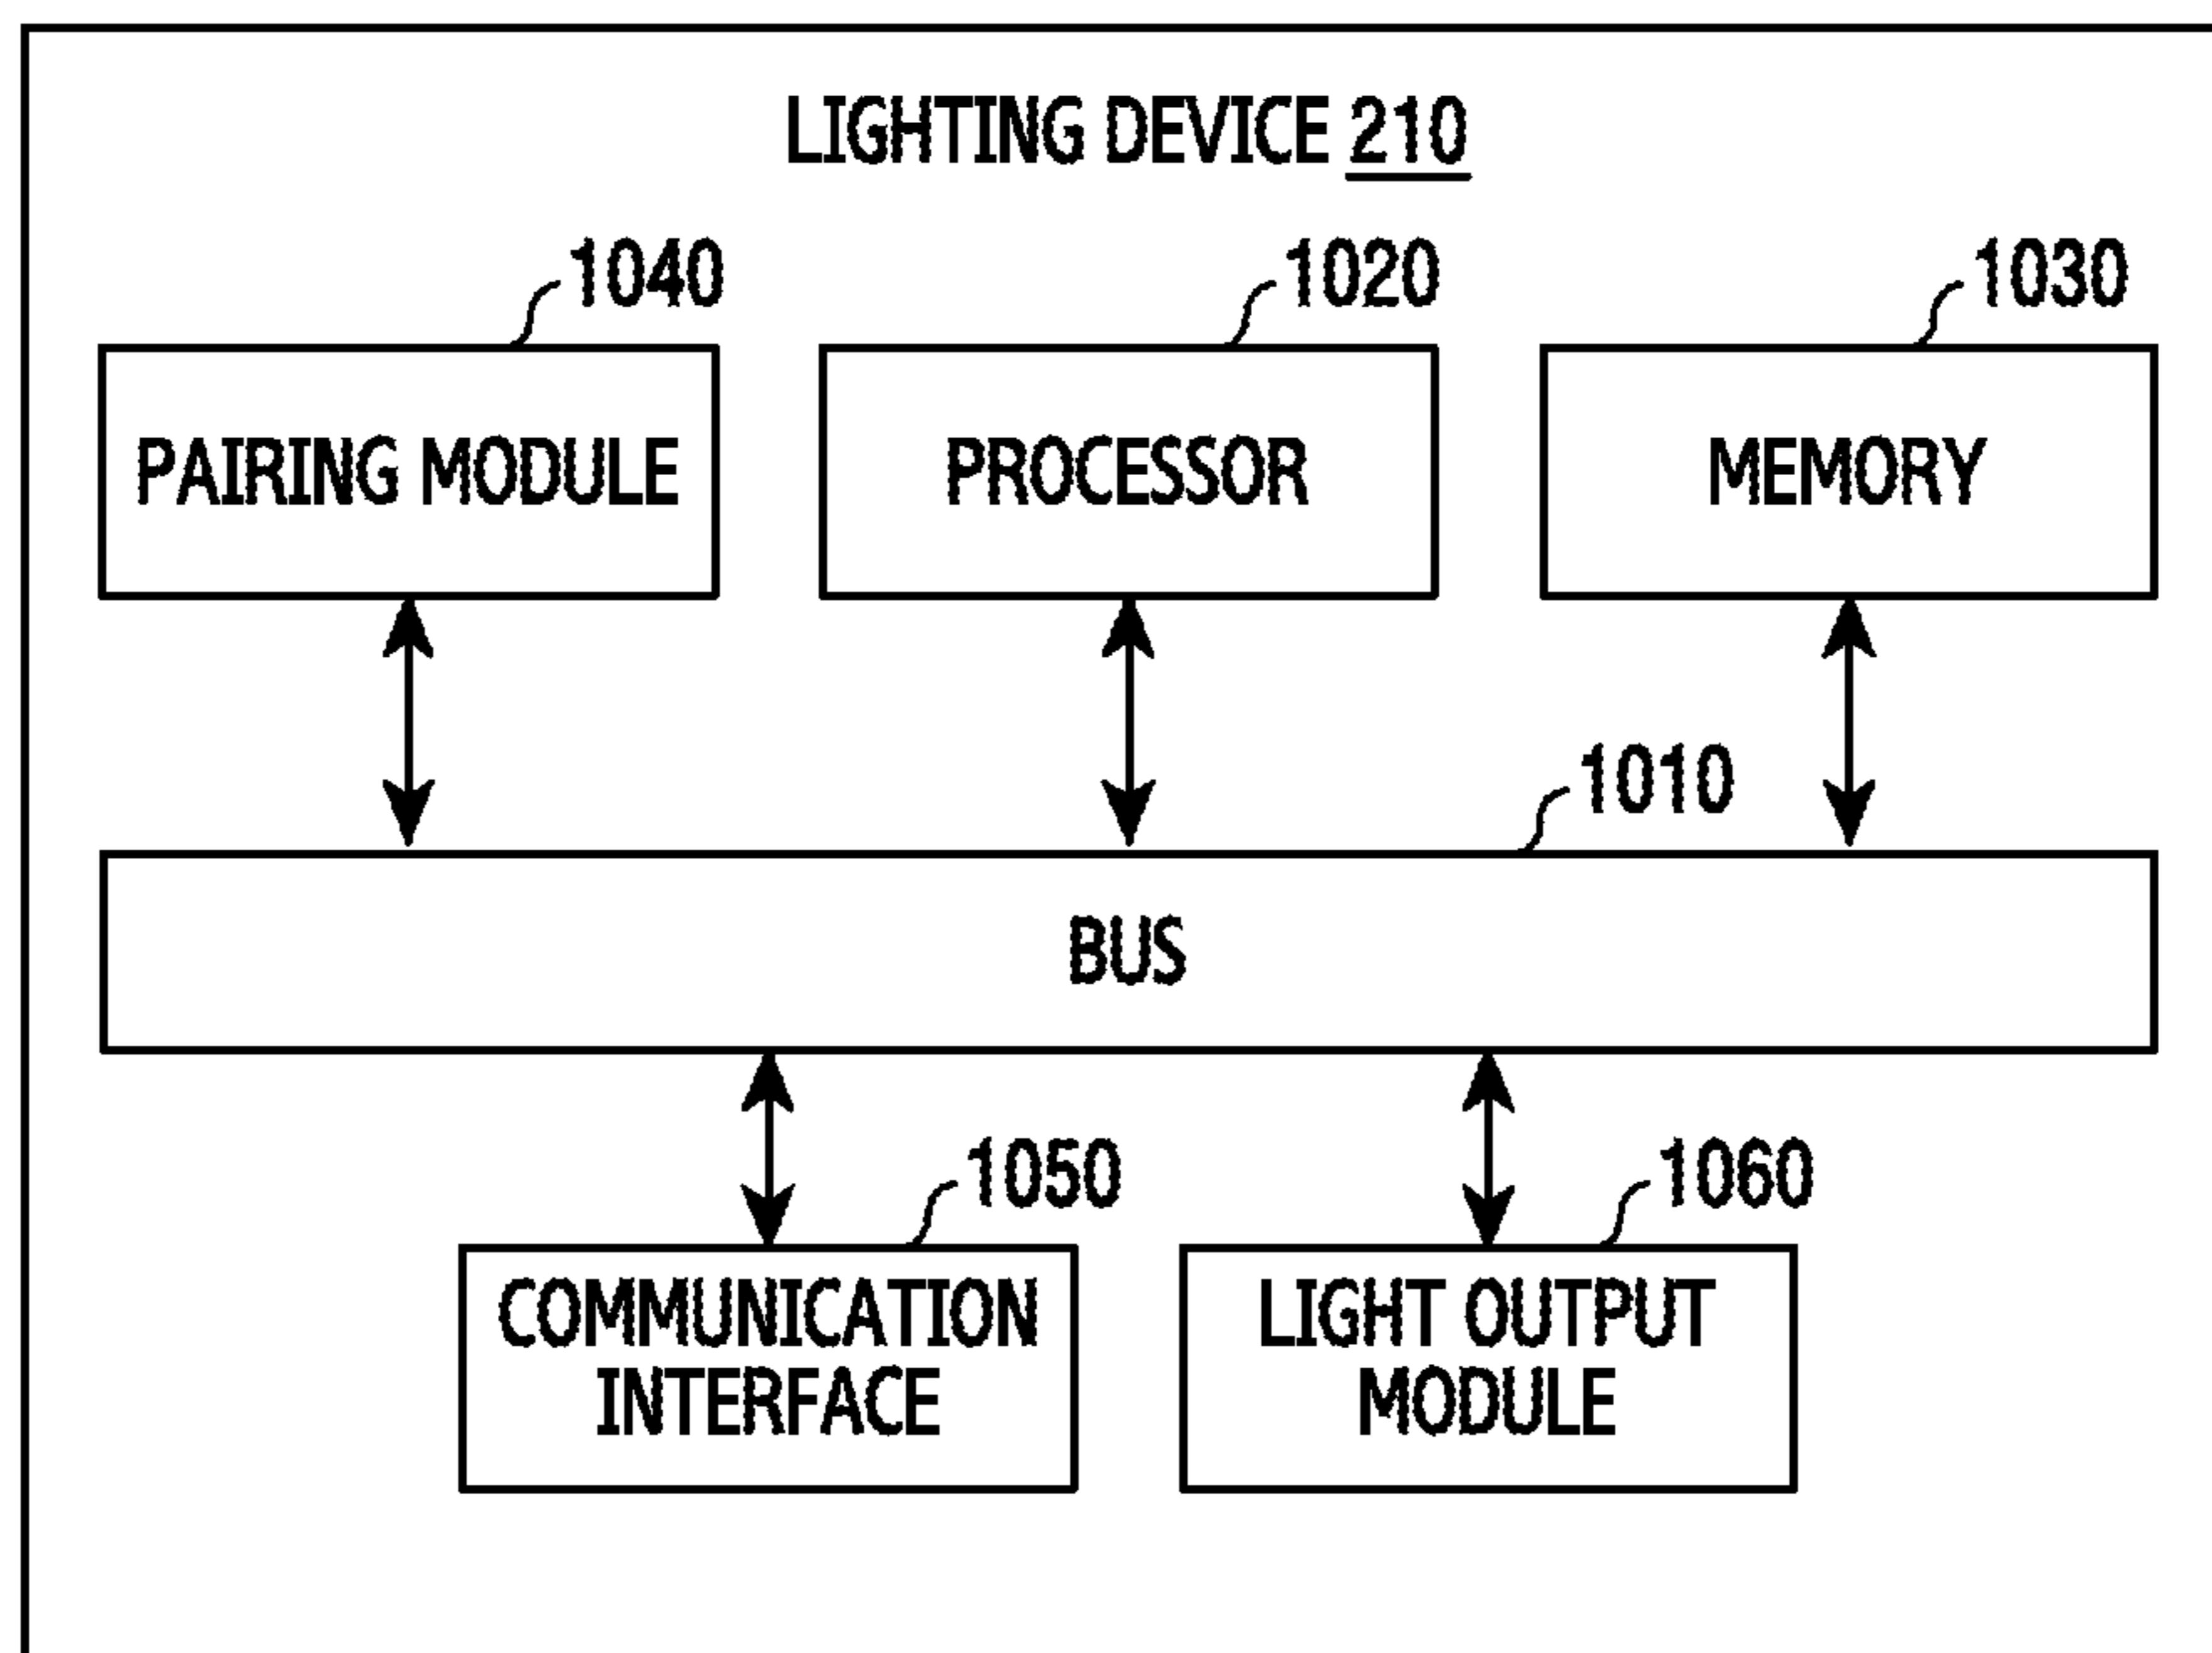 LIGHTING DEVICE 210
1040
1020
1030
PAIRING MODULE
PROCESSOR
MEMORY
1010
BUS
1050
1060
COMMUNICATION
INTERFACE
LIGHT OUTPUT
MODULE